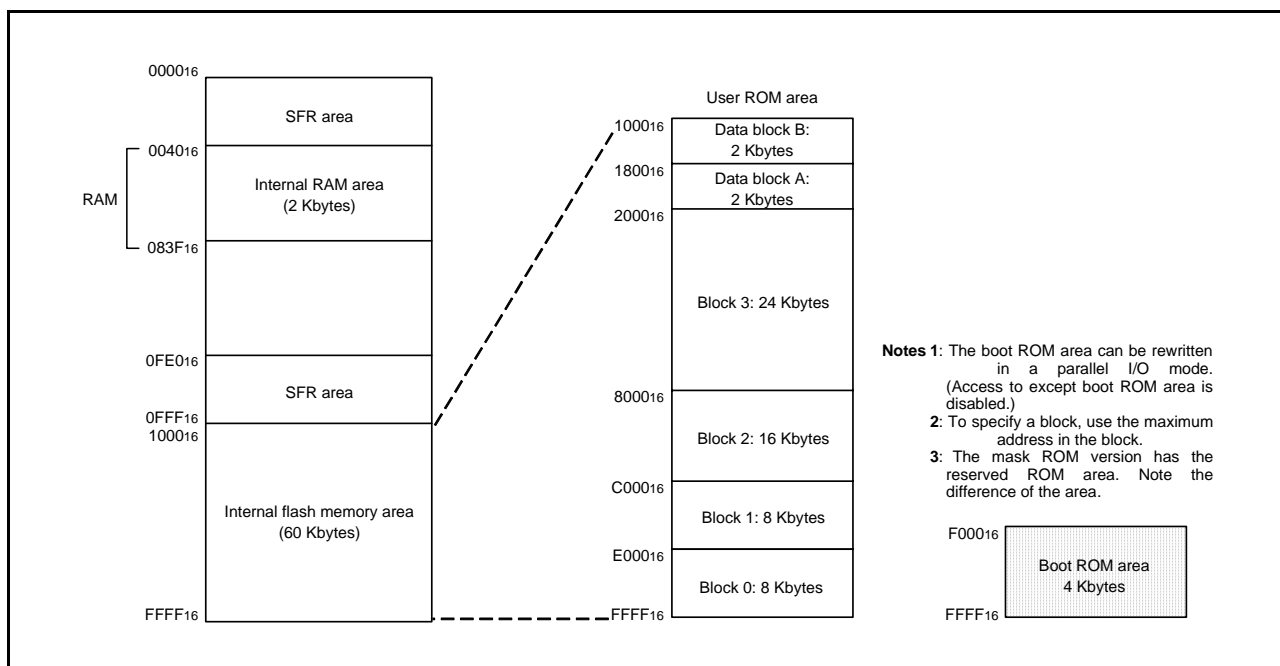 000016
SFR area
004016
RAM
Internal RAM area
(2 Kbytes)
083F16
0FE016
SFR area
0FFF16
100016
Internal flash memory area
(60 Kbytes)
FFFF16
User ROM area
100016
Data block B:
2 Kbytes
180016
Data block A:
2 Kbytes
200016
Block 3: 24 Kbytes
800016
Block 2: 16 Kbytes
C00016
Block 1: 8 Kbytes
E00016
Block 0: 8 Kbytes
FFFF16
Notes 1: The boot ROM area can be rewritten
in a parallel I/O mode.
(Access to except boot ROM area is
disabled.)
2: To specify a block, use the maximum
address in the block.
3: The mask ROM version has the
reserved ROM area. Note the
difference of the area.
F00016
Boot ROM area
4 Kbytes
FFFF16